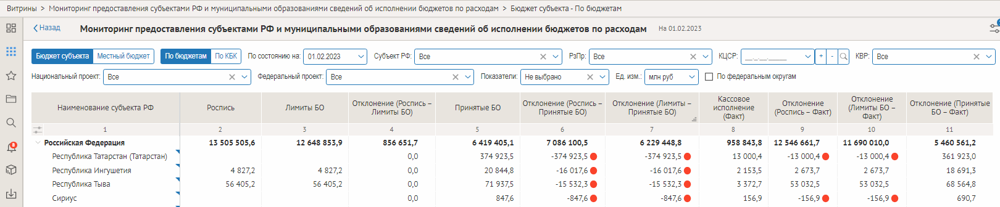 Витрины > Мониторинг предоставления субъектами РФ и муниципальными образованиями сведений об исполнении бюджетов по расходам > Бюджет субъекта - По бюджетам
Назад Мониторинг предоставления субъектами РФ и муниципальными образованиями сведений об исполнении бюджетов по расходам На 01.02.2023
Бюджет субъекта Местный бюджет По бюджетам По КБК По состоянию на: 01.02.2023 Субъект РФ: Все РзПр: Все КЦСР: __._.__._____ + - КВР: Все
Национальный проект: Все Федеральный проект: Все Показатели: Не выбрано Ед. изм.: млн руб По федеральным округам
Наименование субъекта РФ Роспись Лимиты БО Отклонение (Роспись – Лимиты БО) Принятые БО Отклонение (Роспись – Принятые БО) Отклонение (Лимиты – Принятые БО) Кассовое исполнение (Факт) Отклонение (Роспись – Факт) Отклонение (Лимиты БО – Факт) Отклонение (Принятые БО – Факт)
1 2 3 4 5 6 7 8 9 10 11
Российская Федерация 13 505 505,6 12 648 853,9 856 651,7 6 419 405,1 7 086 100,5 6 229 448,8 958 843,8 12 546 661,7 11 690 010,0 5 460 561,2
Республика Татарстан (Татарстан) 0,0 374 923,5 -374 923,5 -374 923,5 13 000,4 -13 000,4 -13 000,4 361 923,0
8 Республика Ингушетия 4 827,2 4 827,2 0,0 20 844,8 -16 017,6 -16 017,6 2 153,5 2 673,7 2 673,7 18 691,3
Республика Тыва 56 405,2 56 405,2 0,0 71 937,5 -15 532,3 -15 532,3 3 372,7 53 032,5 53 032,5 68 564,8
Сириус 0,0 847,6 -847,6 -847,6 156,9 -156,9 -156,9 690,7